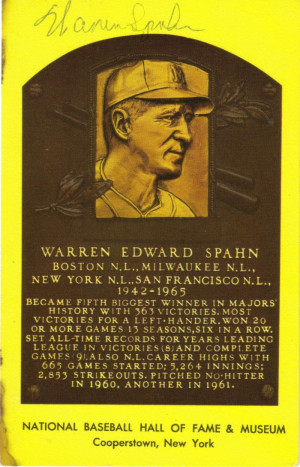 Warren Spahn
WARREN EDWARD SPAHN
BOSTON N.L., MILWAUKEE N.L.,
NEW YORK N.L., SAN FRANCISCO N.L.,
1942-1965
BECAME FIFTH BIGGEST WINNER IN MAJORS'
HISTORY WITH 363 VICTORIES. MOST
VICTORIES FOR A LEFT-HANDER, WON 20
OR MORE GAMES 13 SEASONS, SIX IN A ROW.
SET ALL-TIME RECORDS FOR YEARS LEADING
LEAGUE IN VICTORIES (8) AND COMPLETE
GAMES (9). ALSO N.L. CAREER HIGHS WITH
665 GAMES STARTED; 5,264 INNINGS;
2,853 STRIKEOUTS. PITCHED NO-HITTER
IN 1960, ANOTHER IN 1961.
NATIONAL BASEBALL HALL OF FAME & MUSEUM
Cooperstown, New York